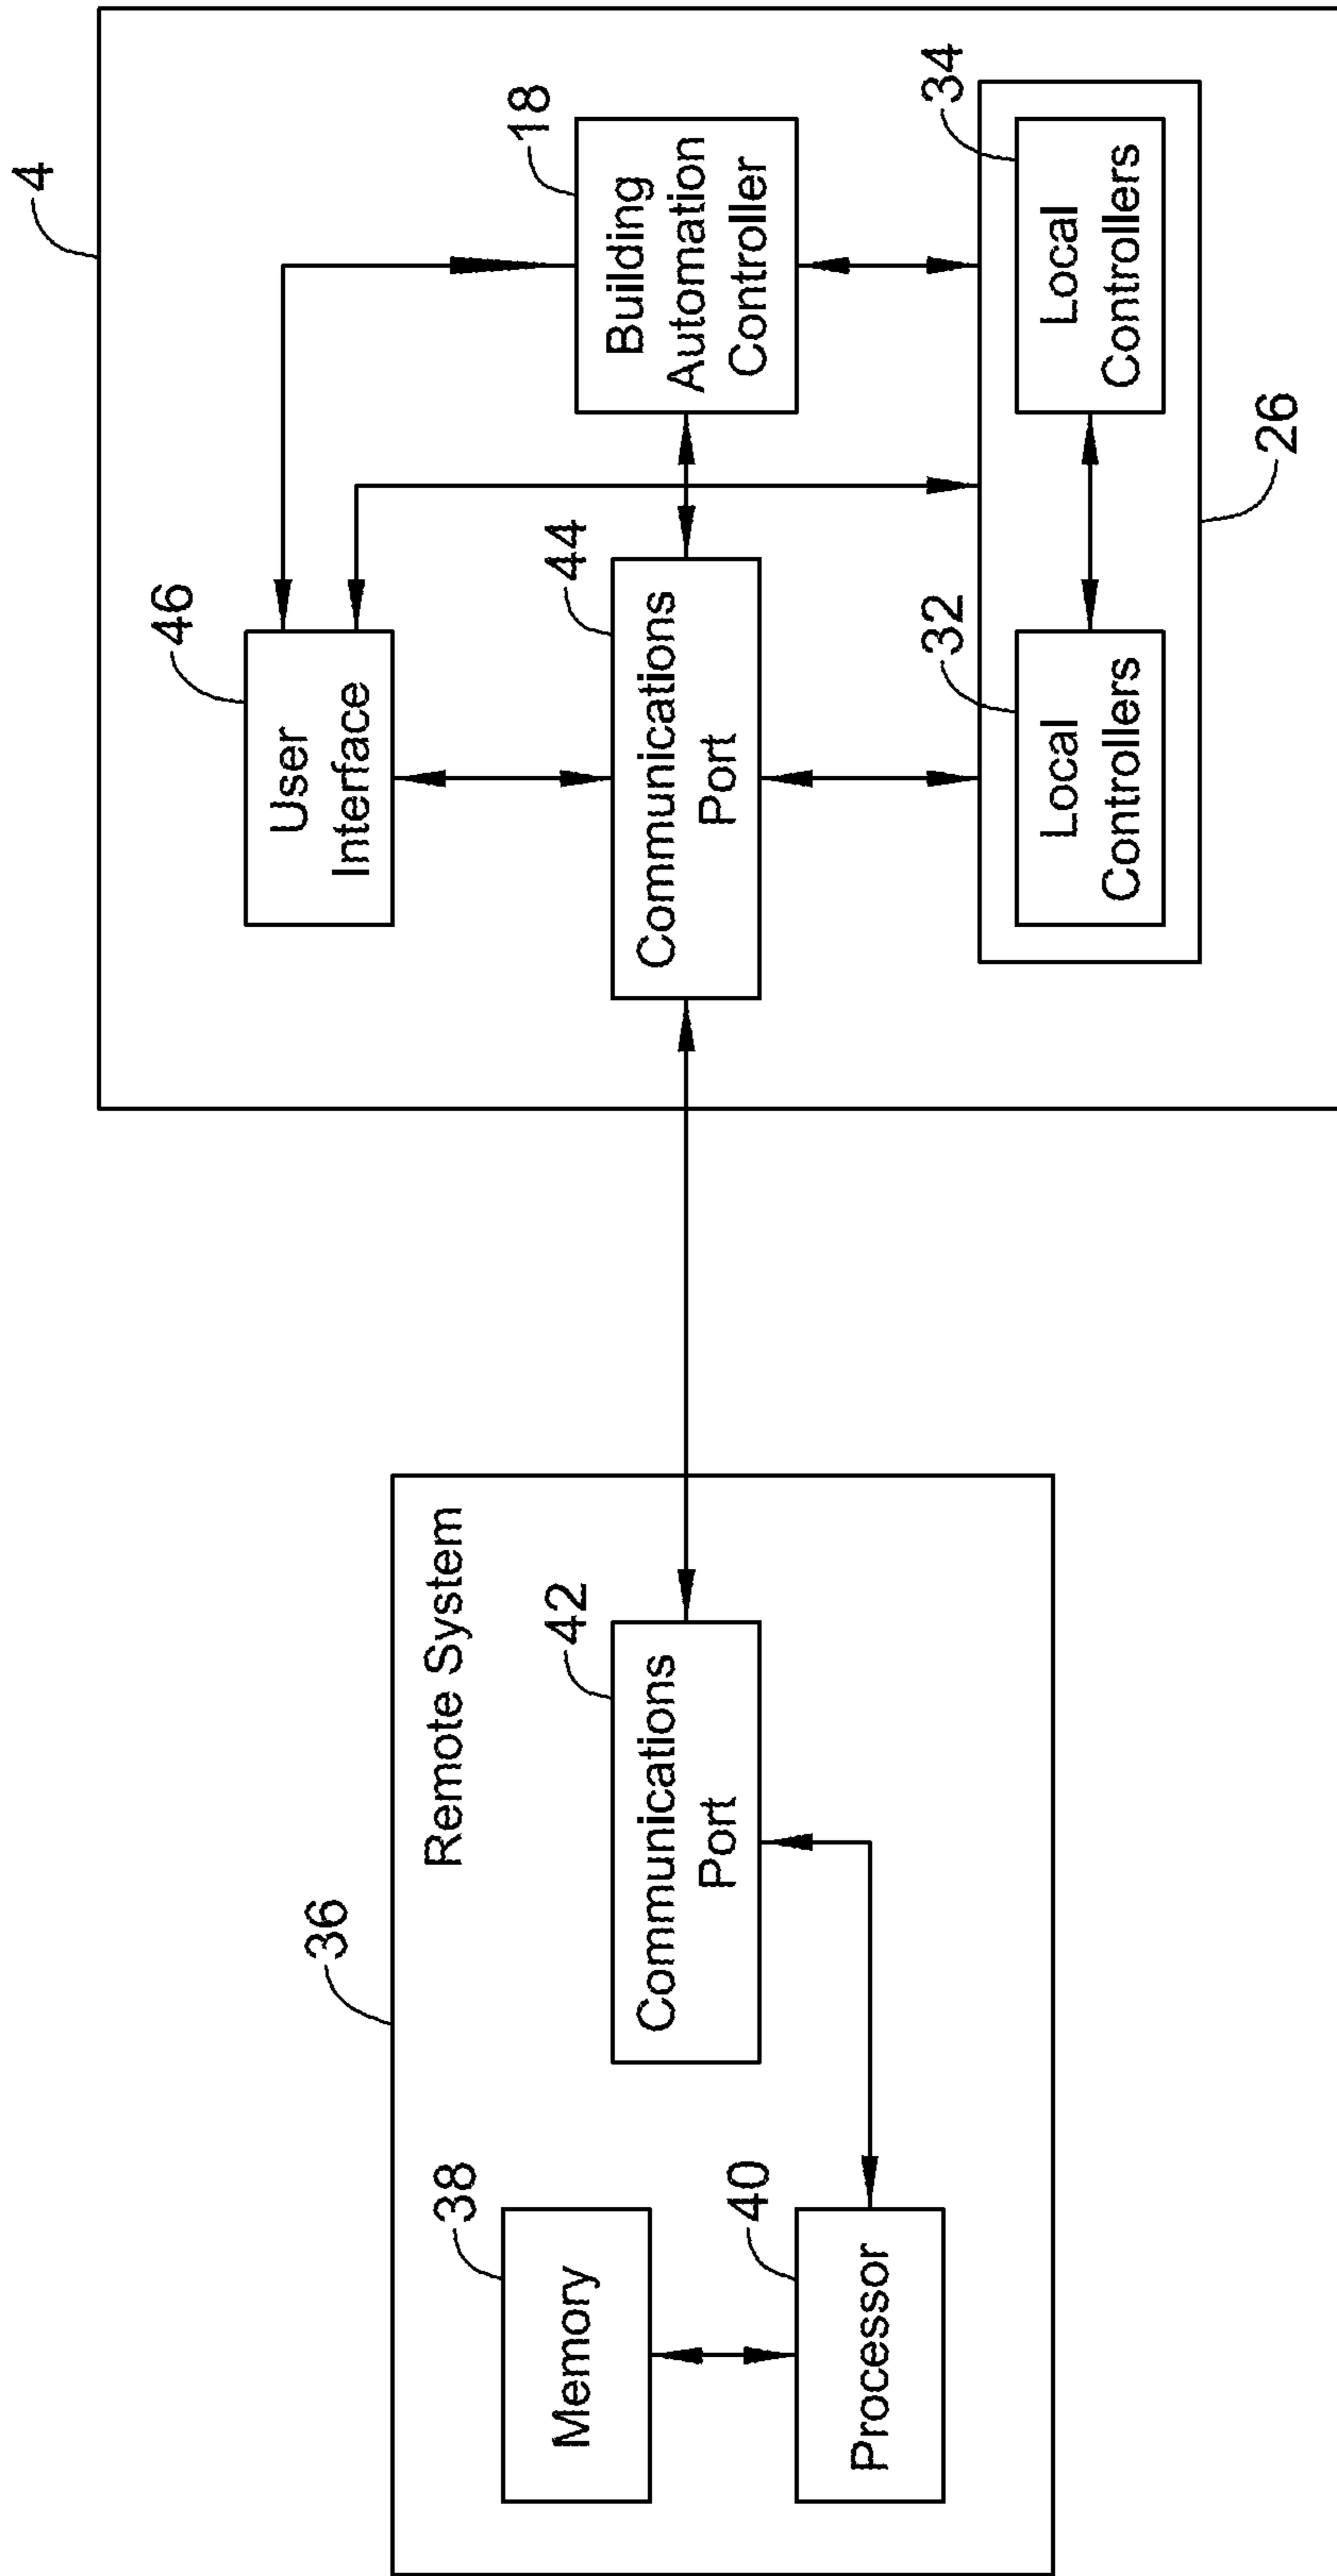 36
Remote System
38
Memory
40
Processor
42
Communications
Port
4
46
User
Interface
44
Communications
Port
18
Building
Automation
Controller
32
Local
Controllers
34
Local
Controllers
26